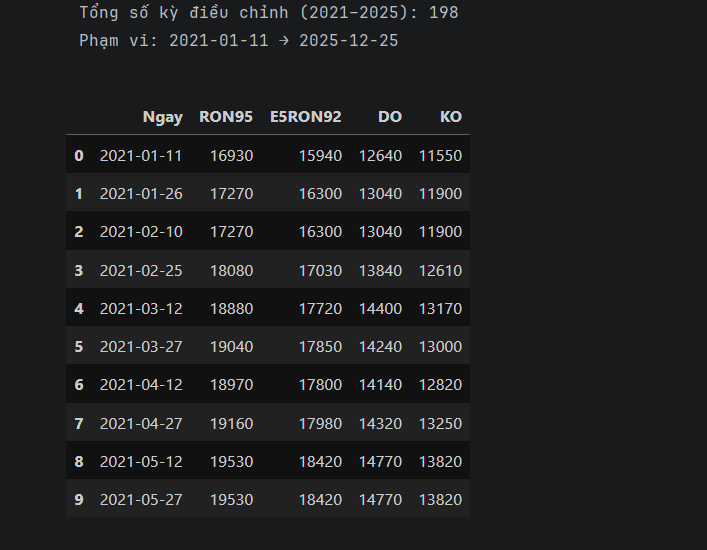 Tổng số kỳ điều chỉnh (2021–2025): 198
Phạm vi: 2021-01-11 → 2025-12-25
Ngay RON95 E5RON92 DO KO
0 2021-01-11 16930 15940 12640 11550
1 2021-01-26 17270 16300 13040 11900
2 2021-02-10 17270 16300 13040 11900
3 2021-02-25 18080 17030 13840 12610
4 2021-03-12 18880 17720 14400 13170
5 2021-03-27 19040 17850 14240 13000
6 2021-04-12 18970 17800 14140 12820
7 2021-04-27 19160 17980 14320 13250
8 2021-05-12 19530 18420 14770 13820
9 2021-05-27 19530 18420 14770 13820